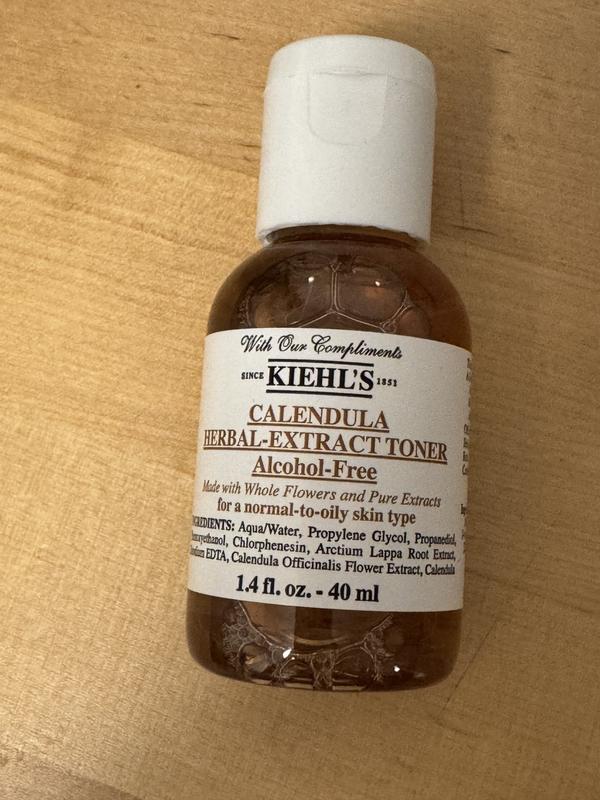 With Our Compliments
SINCE KIEHL'S 1851
CALENDULA
HERBAL-EXTRACT TONER
Alcohol-Free
Made with Whole Flowers and Pure Extracts
for a normal-to-oily skin type
Aqua/Water, Propylene Glycol, Propanediol,
Chlorphenesin, Arctium Lappa Root Extract,
EDTA, Calendula Officinalis Flower Extract, Calendula
1.4 fl. oz. - 40 ml